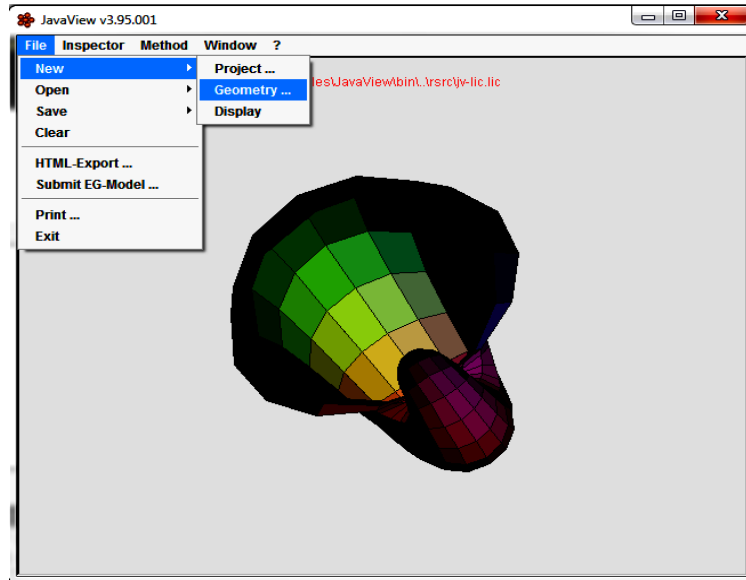 JavaView v3.95.001
File Inspector Method Window ?
New
Open
Save
Clear
HTML-Export ...
Submit EG-Model ...
Print ...
Exit
Project ...
Geometry ...
Display
les\JavaView\bin\..\rsrc\jv-lic.lic